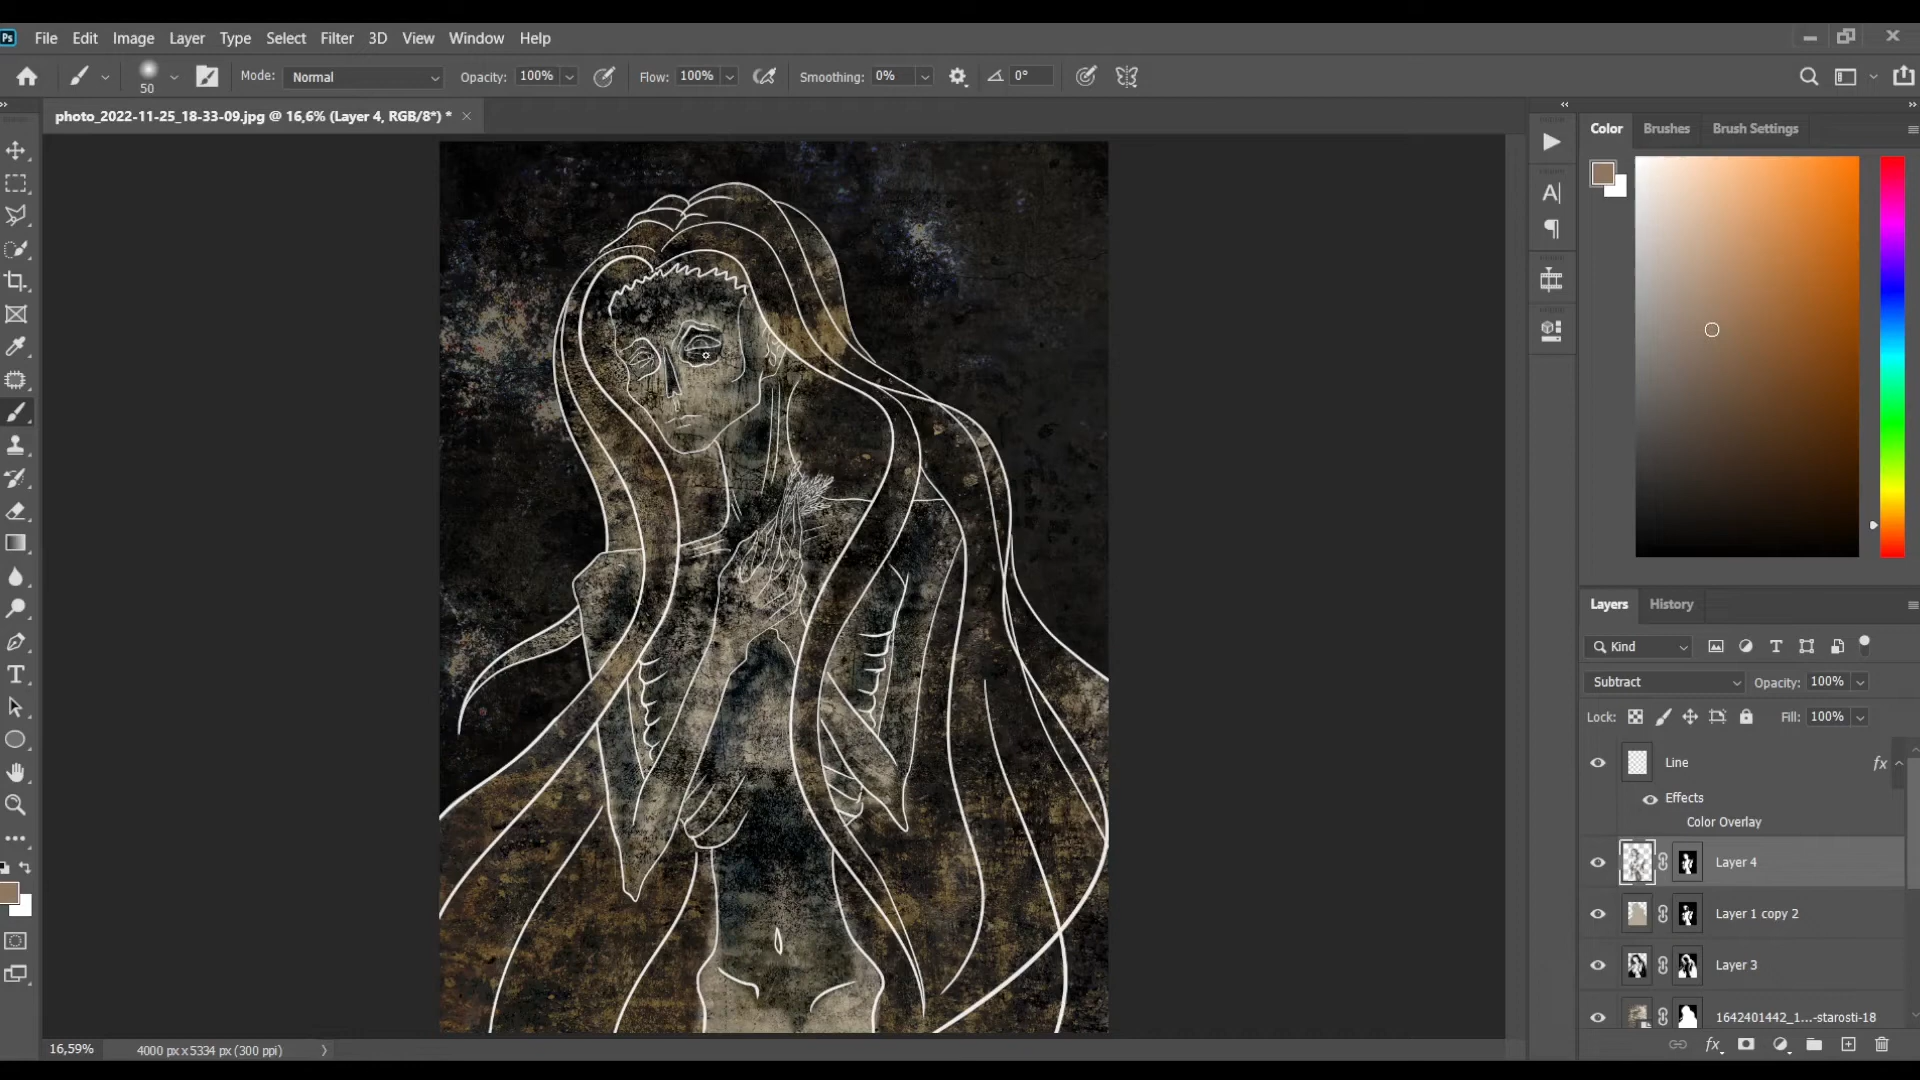 Ps File Edit Image Layer Type Select Filter 3D View Window Help
50 Mode: Normal Opacity: 100% Flow: 100% Smoothing: 0% 0°
photo_2022-11-25_18-33-09.jpg @ 16,6% (Layer 4, RGB/8*) *
Color Brushes Brush Settings
Layers History
Kind
Subtract Opacity: 100%
Lock: Fill: 100%
Line fx
Effects
Color Overlay
Layer 4
Layer 1 copy 2
Layer 3
1642401442_1...-starosti-18
16,59% 4000 px x 5334 px (300 ppi)
fx